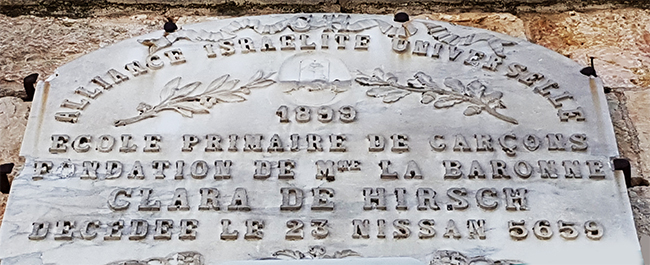 ALLIANCE ISRAELITE UNIVERSELLE
1899
ECOLE PRIMAIRE DE GARÇONS
FONDATION DE MME LA BARONNE
CLARA DE HIRSCH
DECEDEE LE 23 NISSAN 5659